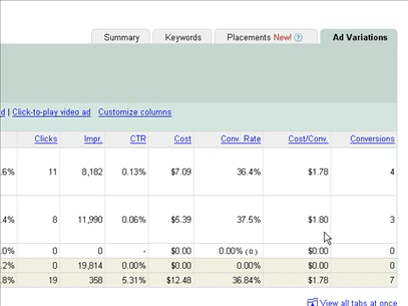 Summary Keywords Placements New! Ad Variations
d | Click-to-play video ad Customize columns
Clicks Impr. CTR Cost Conv. Rate Cost/Conv. Conversions
.6% 11 8,182 0.13% $7.09 36.4% $1.78 4
.4% 8 11,990 0.06% $5.39 37.5% $1.80 3
.0% 0 0 - $0.00 0.00% (0) $0.00 0
.2% 0 19,814 0.00% $0.00 0.00% $0.00 0
.8% 19 358 5.31% $12.48 36.84% $1.78 7
View all tabs at once